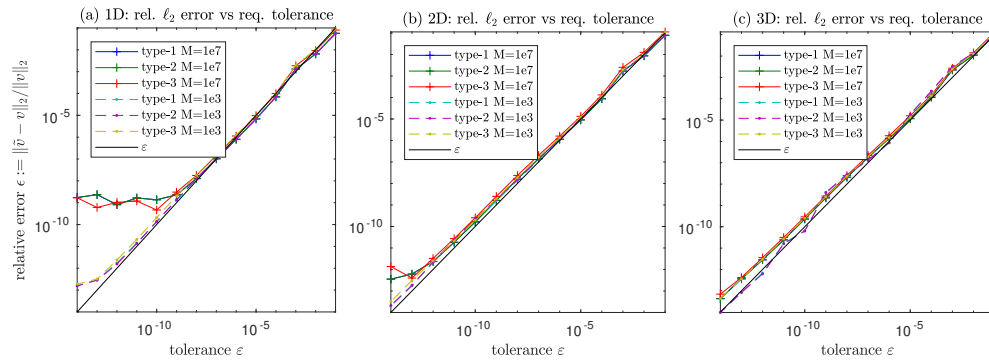 (a) 1D: rel. ℓ₂ error vs req. tolerance
relative error ϵ := ‖ṽ − v‖₂/‖v‖₂
10⁻⁵
10⁻¹⁰
type-1 M=1e7
type-2 M=1e7
type-3 M=1e7
type-1 M=1e3
type-2 M=1e3
type-3 M=1e3
ε
10⁻¹⁰ 10⁻⁵
tolerance ε
(b) 2D: rel. ℓ₂ error vs req. tolerance
10⁻⁵
10⁻¹⁰
type-1 M=1e7
type-2 M=1e7
type-3 M=1e7
type-1 M=1e3
type-2 M=1e3
type-3 M=1e3
ε
10⁻¹⁰ 10⁻⁵
tolerance ε
(c) 3D: rel. ℓ₂ error vs req. tolerance
10⁻⁵
10⁻¹⁰
type-1 M=1e7
type-2 M=1e7
type-3 M=1e7
type-1 M=1e3
type-2 M=1e3
type-3 M=1e3
ε
10⁻¹⁰ 10⁻⁵
tolerance ε